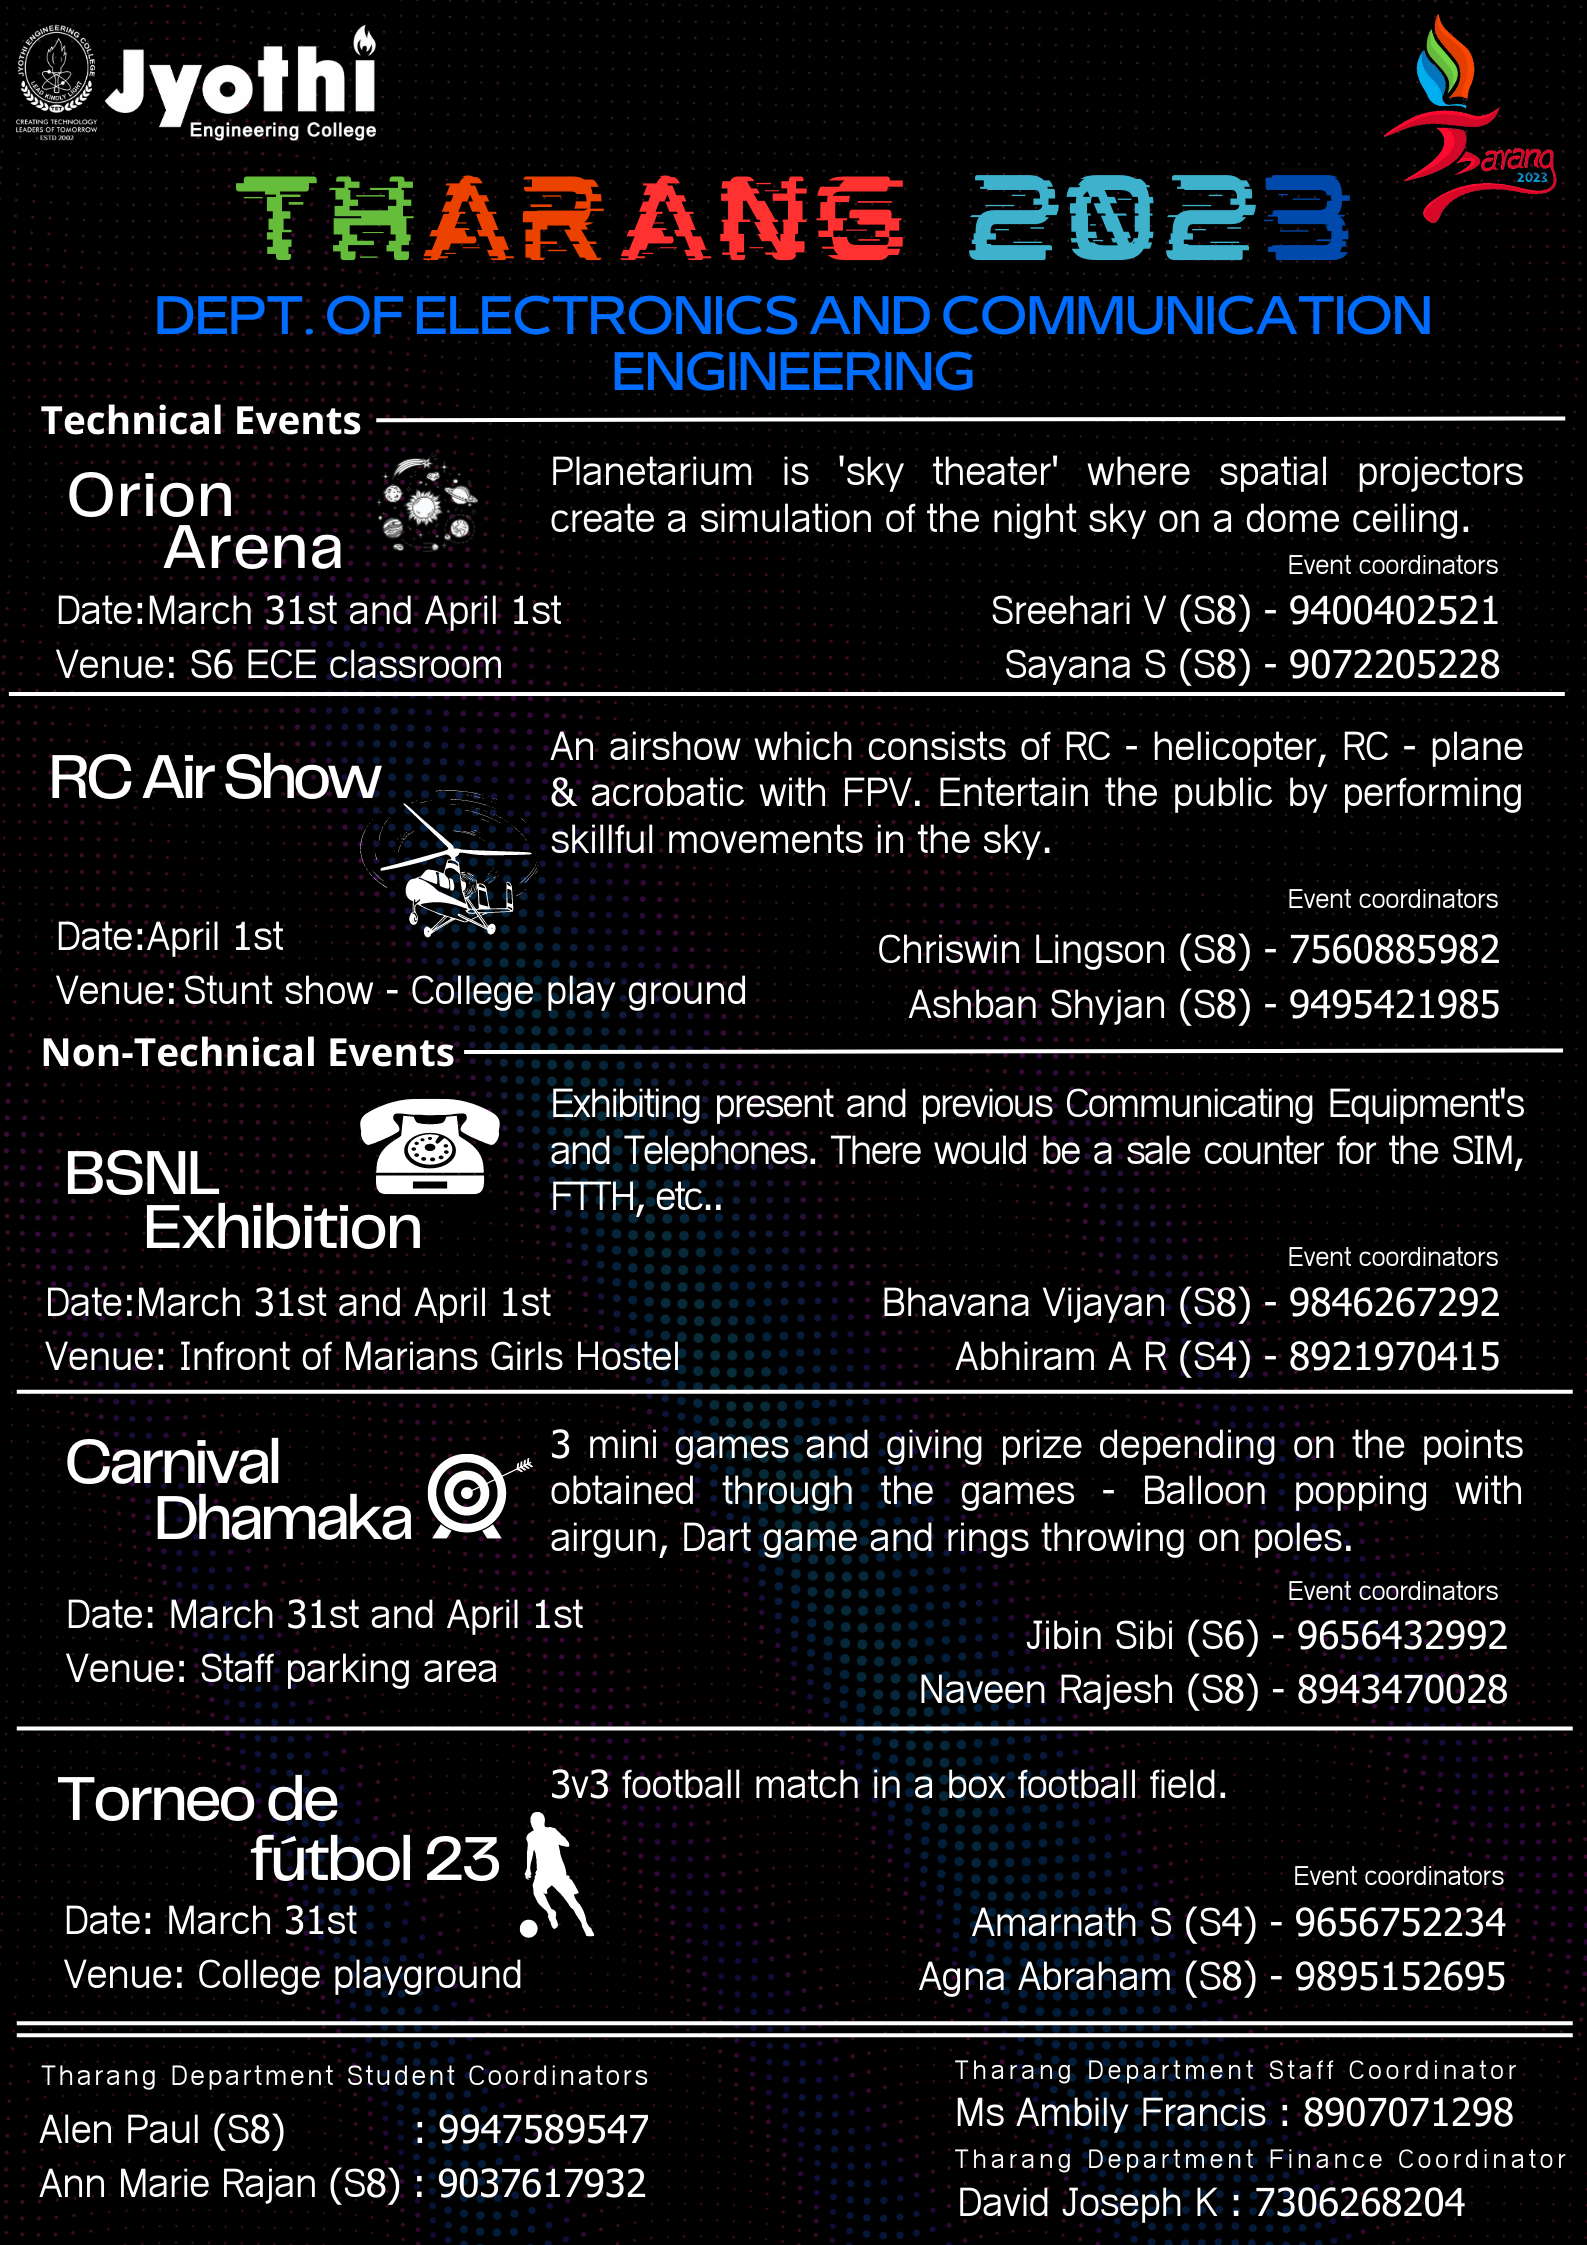 JYOTHI ENGINEERING COLLEGE
LEAD KINDLY LIGHT
CREATING TECHNOLOGY
LEADERS OF TOMORROW
ESTD 2002
Jyothi
Engineering College
Tharang
2023
THARANG 2023
DEPT. OF ELECTRONICS AND COMMUNICATION
ENGINEERING
Technical Events
Orion
Arena
Planetarium is 'sky theater' where spatial projectors
create a simulation of the night sky on a dome ceiling.
Event coordinators
Date:March 31st and April 1st
Sreehari V (S8) - 9400402521
Venue: S6 ECE classroom
Sayana S (S8) - 9072205228
RC Air Show
An airshow which consists of RC - helicopter, RC - plane
& acrobatic with FPV. Entertain the public by performing
skillful movements in the sky.
Event coordinators
Date:April 1st
Chriswin Lingson (S8) - 7560885982
Venue: Stunt show - College play ground
Ashban Shyjan (S8) - 9495421985
Non-Technical Events
BSNL
Exhibition
Exhibiting present and previous Communicating Equipment's
and Telephones. There would be a sale counter for the SIM,
FTTH, etc..
Event coordinators
Date:March 31st and April 1st
Bhavana Vijayan (S8) - 9846267292
Venue: Infront of Marians Girls Hostel
Abhiram A R (S4) - 8921970415
Carnival
Dhamaka
3 mini games and giving prize depending on the points
obtained through the games - Balloon popping with
airgun, Dart game and rings throwing on poles.
Event coordinators
Date: March 31st and April 1st
Jibin Sibi (S6) - 9656432992
Venue: Staff parking area
Naveen Rajesh (S8) - 8943470028
Torneo de
fútbol 23
3v3 football match in a box football field.
Event coordinators
Date: March 31st
Amarnath S (S4) - 9656752234
Venue: College playground
Agna Abraham (S8) - 9895152695
Tharang Department Student Coordinators
Alen Paul (S8) : 9947589547
Ann Marie Rajan (S8) : 9037617932
Tharang Department Staff Coordinator
Ms Ambily Francis : 8907071298
Tharang Department Finance Coordinator
David Joseph K : 7306268204